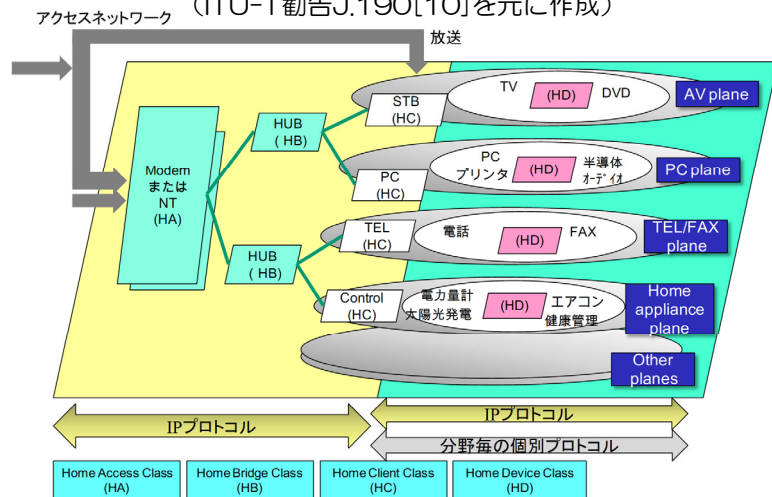 （ITU-T勧告J.190[10]を元に作成）
アクセスネットワーク
放送
STB
(HC)
TV
(HD)
DVD
AV plane
HUB
( HB)
Modem
または
NT
(HA)
PC
(HC)
PC
プリンタ
(HD)
半導体
オーディオ
PC plane
TEL
(HC)
電話
(HD)
FAX
TEL/FAX
plane
HUB
( HB)
Control
(HC)
電力量計
太陽光発電
(HD)
エアコン
健康管理
Home
appliance
plane
Other
planes
IPプロトコル
IPプロトコル
分野毎の個別プロトコル
Home Access Class
(HA)
Home Bridge Class
(HB)
Home Client Class
(HC)
Home Device Class
(HD)